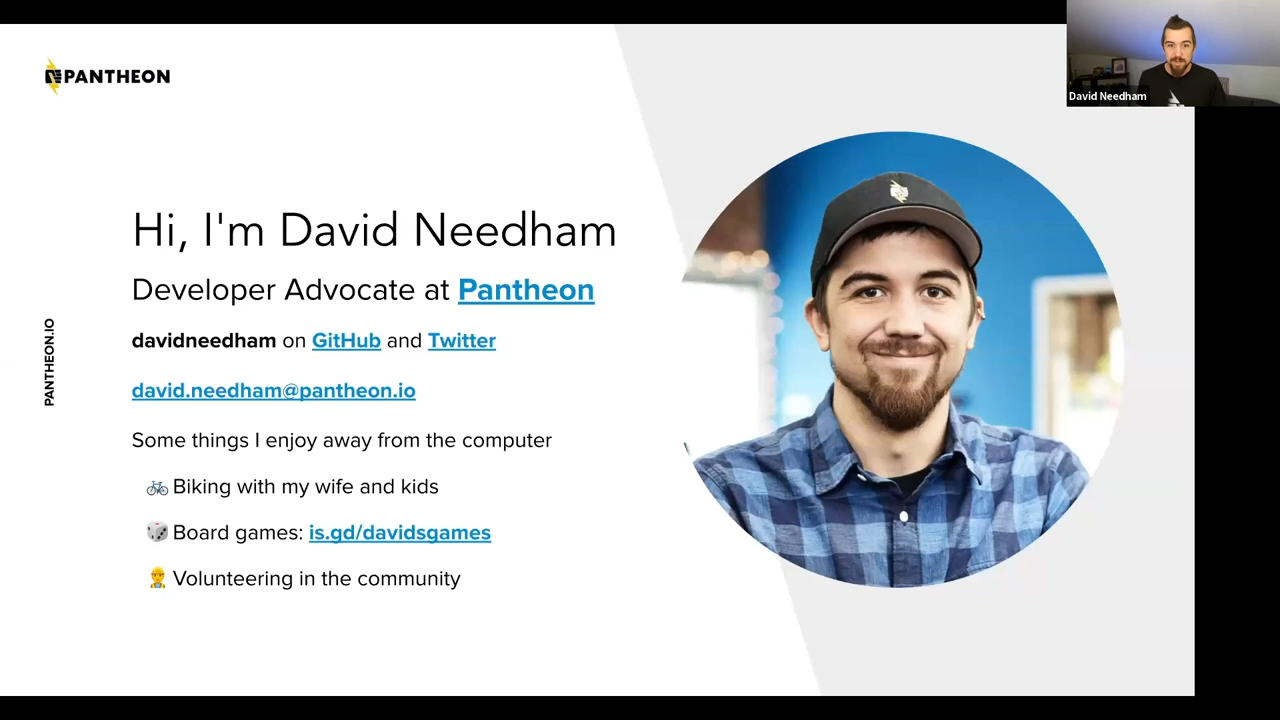 PANTHEON
David Needham
Hi, I'm David Needham
Developer Advocate at Pantheon
davidneedham on GitHub and Twitter
david.needham@pantheon.io
Some things I enjoy away from the computer
Biking with my wife and kids
Board games: is.gd/davidsgames
Volunteering in the community
PANTHEON.IO